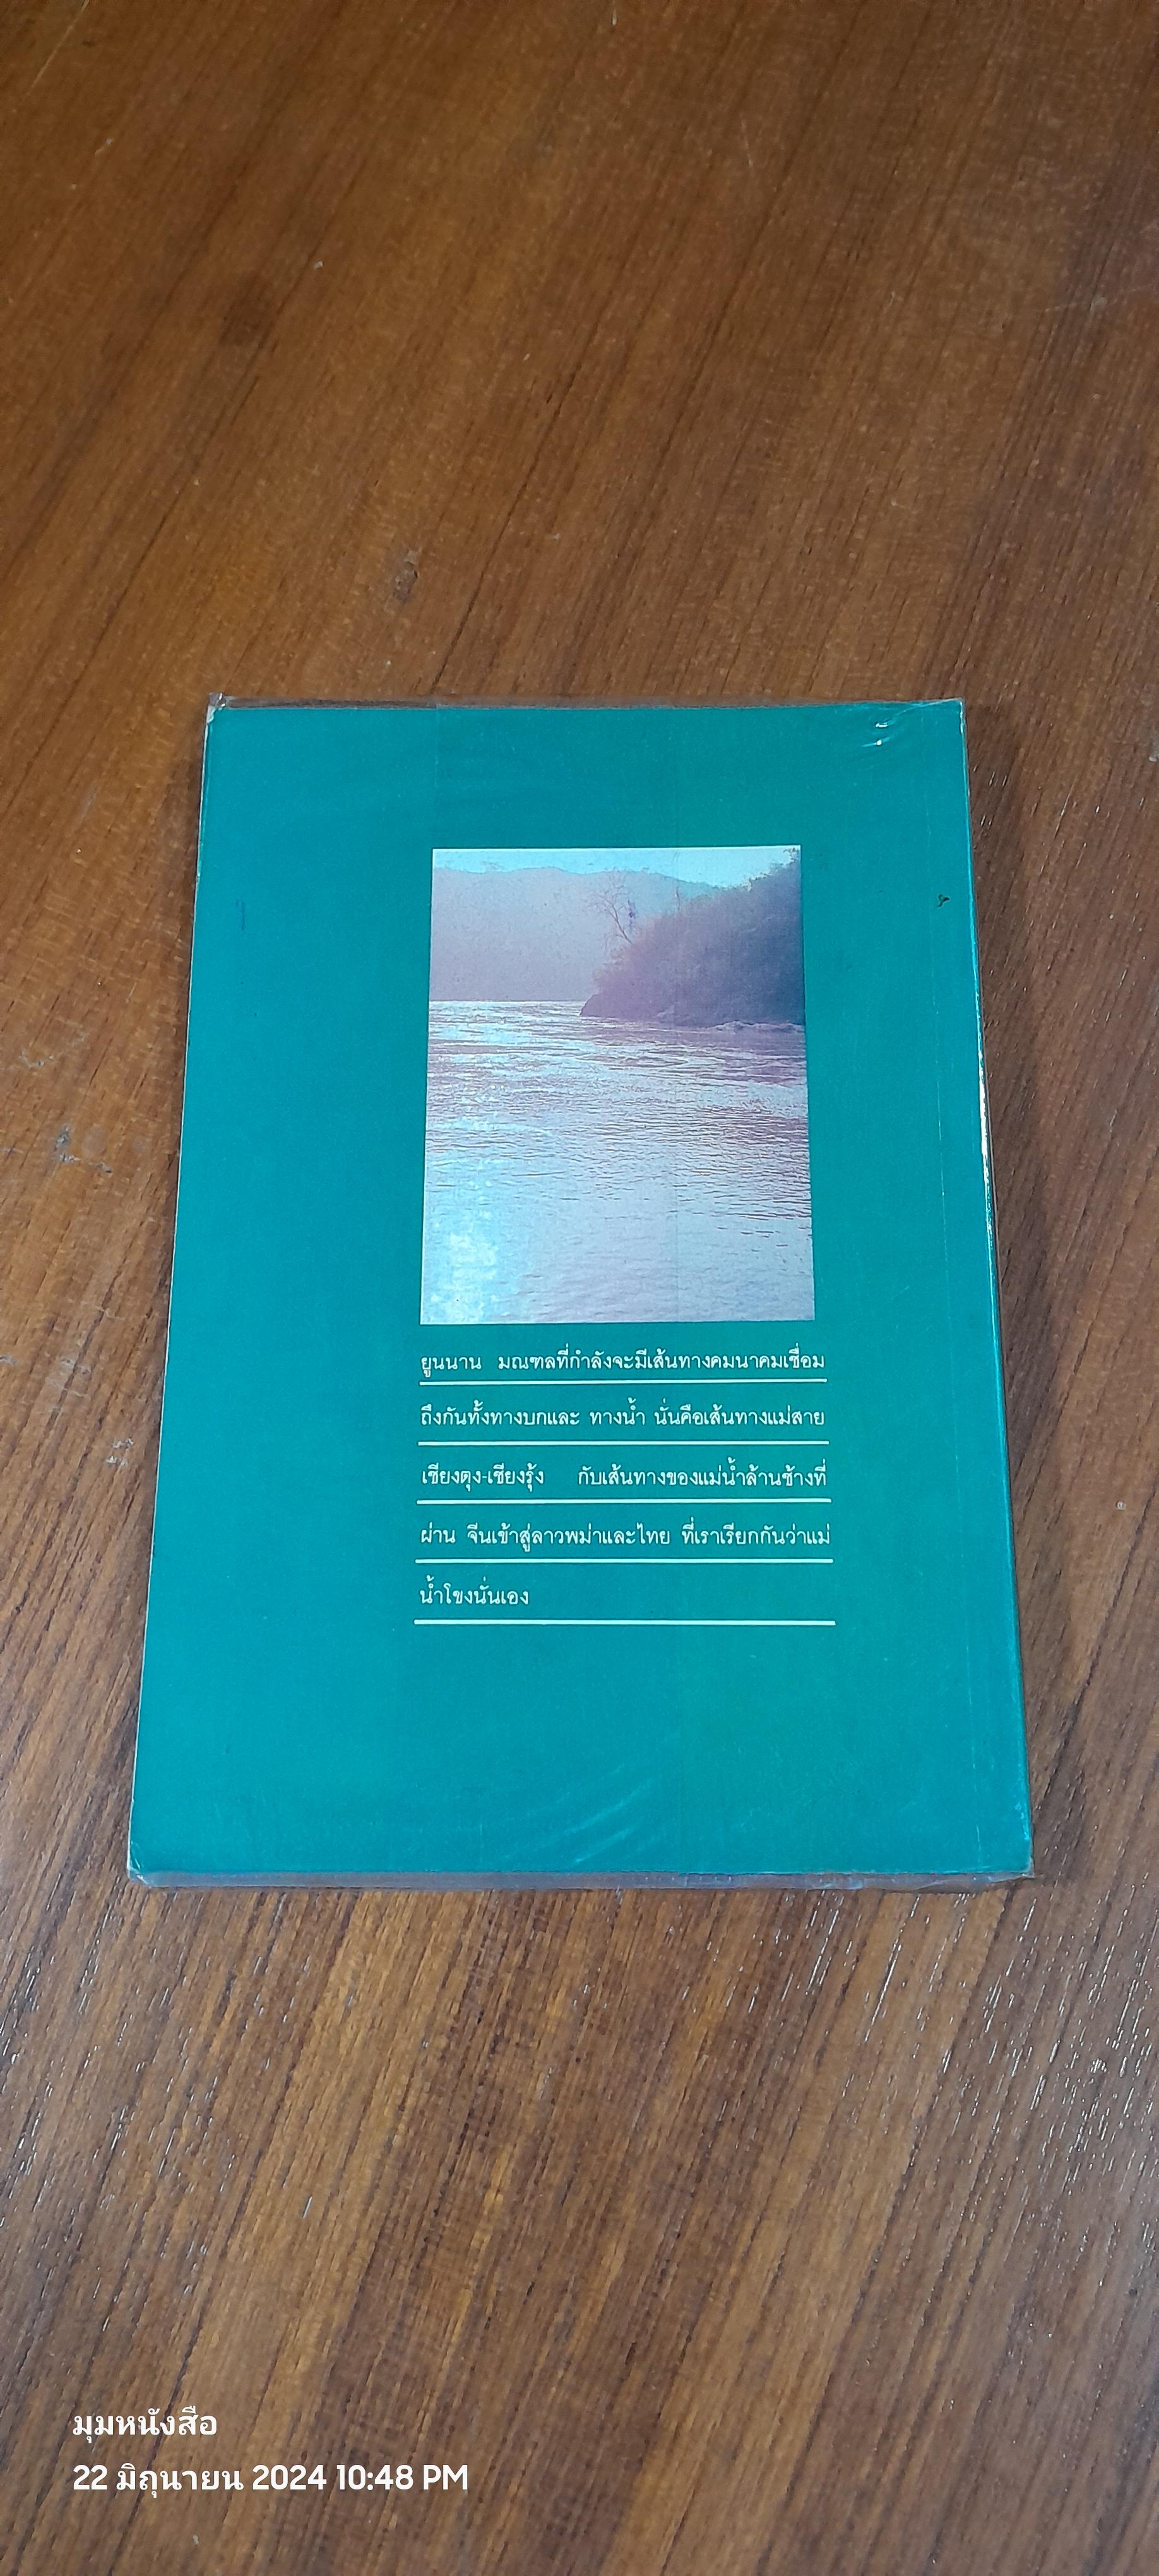 ยูนนาน มณฑลที่กำลังจะมีเส้นทางคมนาคมเชื่อม
ถึงกันทั้งทางบกและ ทางน้ำ นั่นคือเส้นทางแม่สาย
เชียงตุง-เชียงรุ้ง กับเส้นทางของแม่น้ำล้านช้างที่
ผ่าน จีนเข้าสู่ลาวพม่าและไทย ที่เราเรียกกันว่าแม่
น้ำโขงนั่นเอง
มุมหนังสือ
22 มิถุนายน 2024 10:48 PM